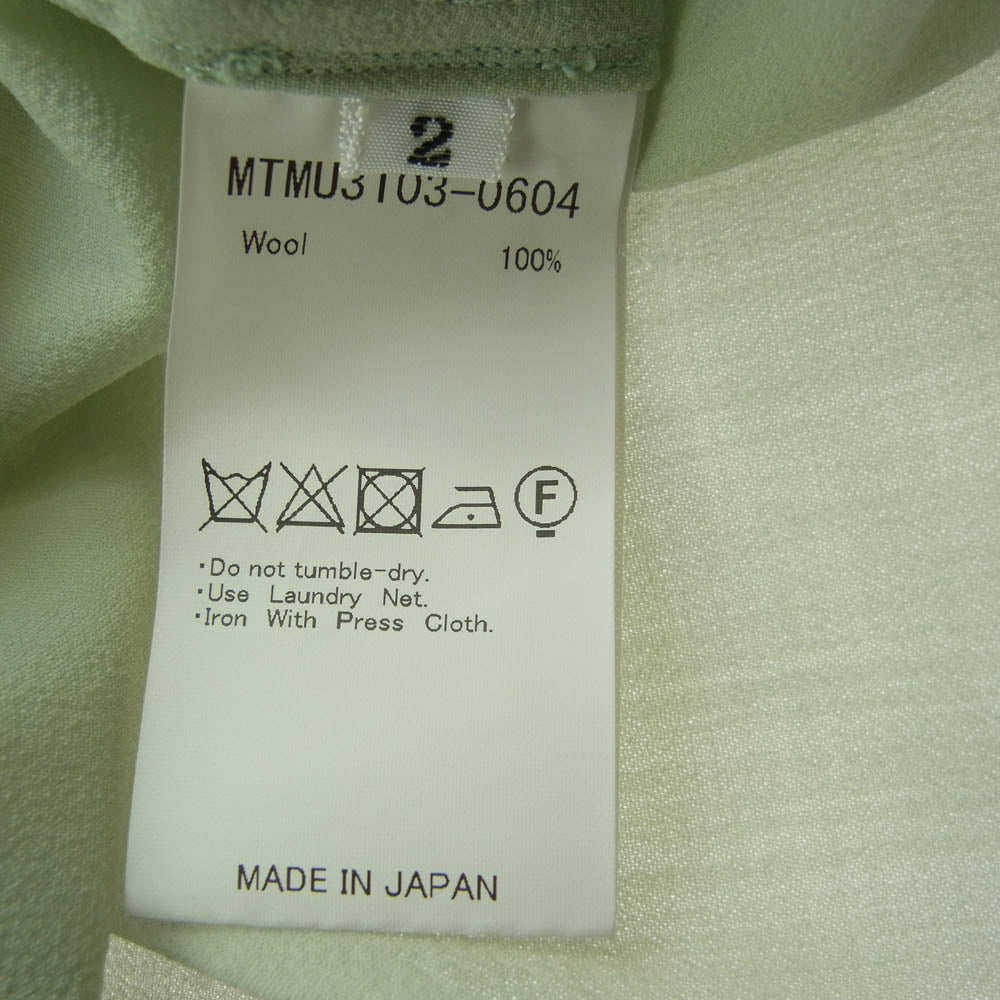 2
MTMU3103-0604
Wool 100%
F
・Do not tumble-dry.
・Use Laundry Net.
・Iron With Press Cloth.
MADE IN JAPAN